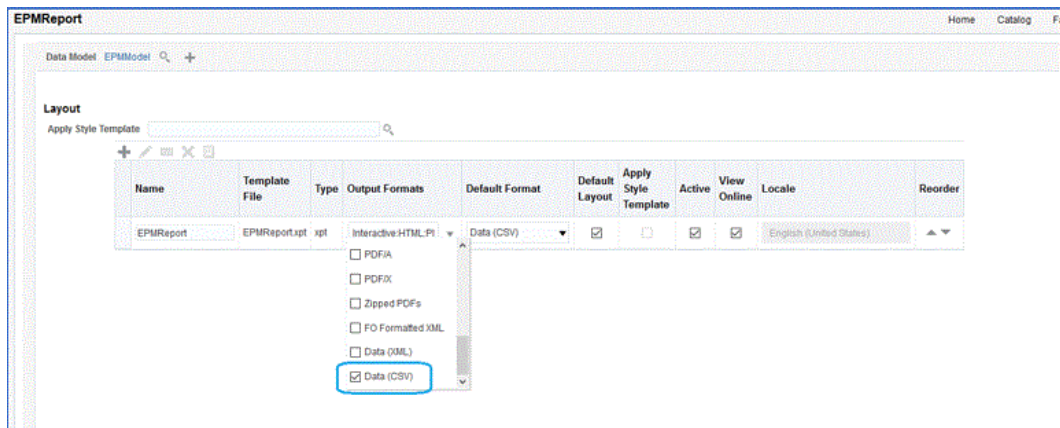 EPMReport
Home Catalog
Data Model EPMModel
Layout
Apply Style Template
Name Template File Type Output Formats Default Format Default Layout Apply Style Template Active View Online Locale Reorder
EPMReport EPMReport.xpt xpt Interactive;HTML;PI Data (CSV) English (United States)
PDF/A
PDF/X
Zipped PDFs
FO Formatted XML
Data (XML)
Data (CSV)